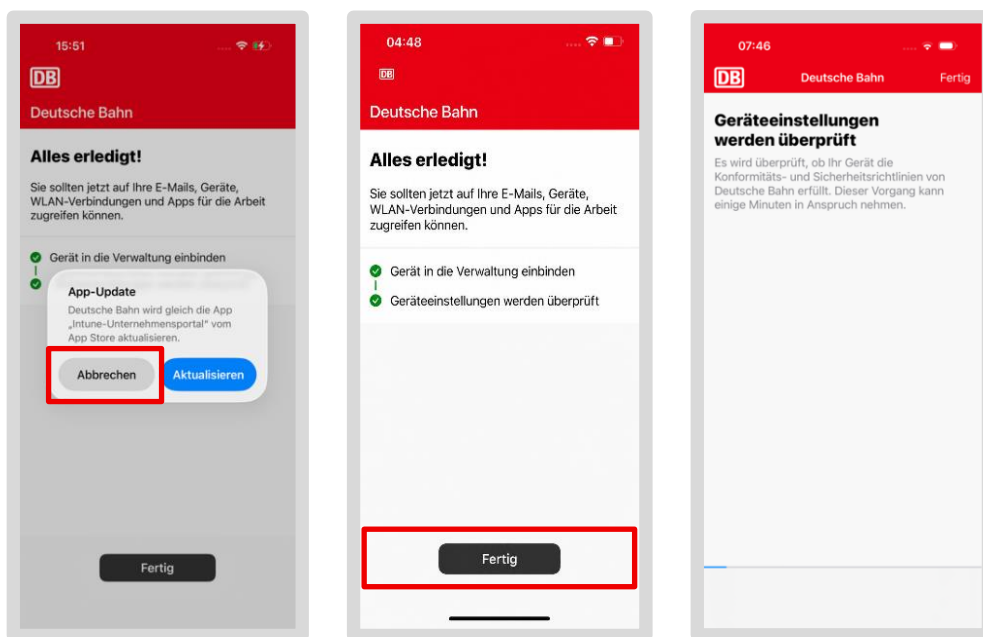 15:51
DB
Deutsche Bahn
Alles erledigt!
Sie sollten jetzt auf Ihre E-Mails, Geräte,
WLAN-Verbindungen und Apps für die Arbeit
zugreifen können.
Gerät in die Verwaltung einbinden
App-Update
Deutsche Bahn wird gleich die App
„Intune-Unternehmensportal" vom
App Store aktualisieren.
Abbrechen
Aktualisieren
Fertig
04:48
DB
Deutsche Bahn
Alles erledigt!
Sie sollten jetzt auf Ihre E-Mails, Geräte,
WLAN-Verbindungen und Apps für die Arbeit
zugreifen können.
Gerät in die Verwaltung einbinden
Geräteeinstellungen werden überprüft
Fertig
07:46
DB
Deutsche Bahn
Fertig
Geräteeinstellungen
werden überprüft
Es wird überprüft, ob Ihr Gerät die
Konformitäts- und Sicherheitsrichtlinien von
Deutsche Bahn erfüllt. Dieser Vorgang kann
einige Minuten in Anspruch nehmen.